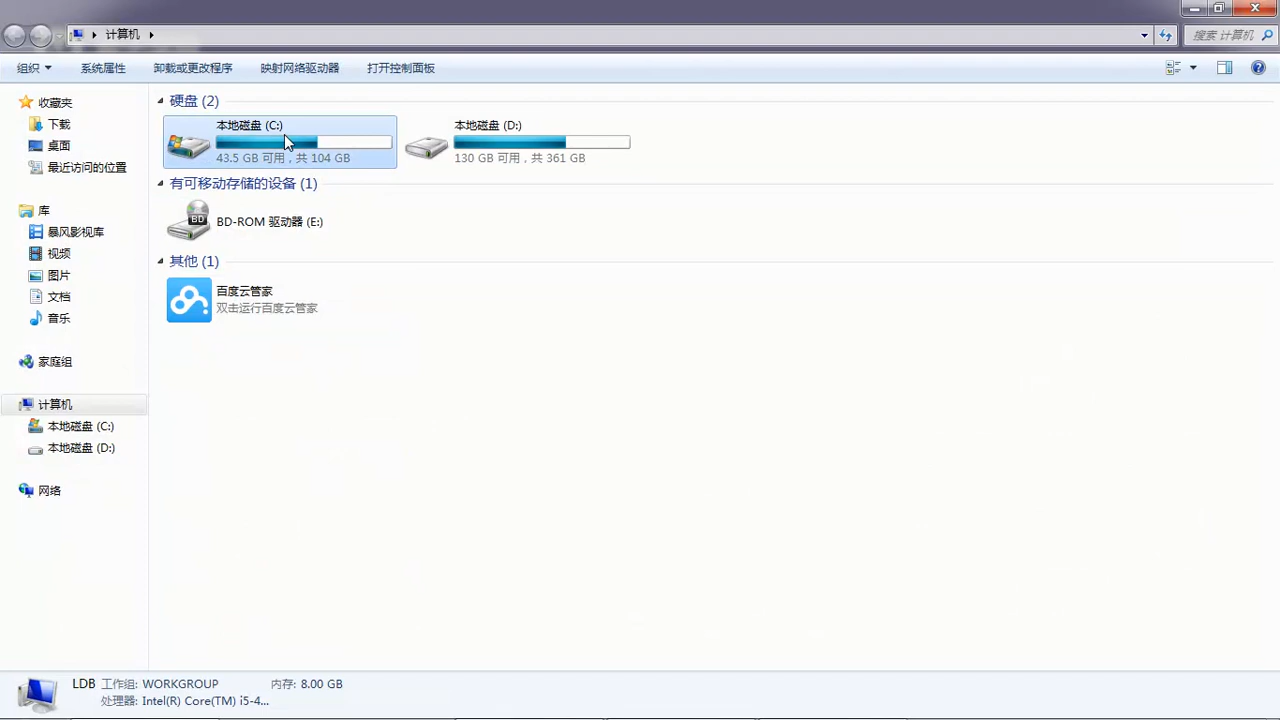 计算机
搜索 计算机
组织
系统属性
卸载或更改程序
映射网络驱动器
打开控制面板
收藏夹
下载
桌面
最近访问的位置
库
暴风影视库
视频
图片
文档
音乐
家庭组
计算机
本地磁盘 (C:)
本地磁盘 (D:)
网络
硬盘 (2)
本地磁盘 (C:)
43.5 GB 可用，共 104 GB
本地磁盘 (D:)
130 GB 可用，共 361 GB
有可移动存储的设备 (1)
BD
BD-ROM 驱动器 (E:)
其他 (1)
百度云管家
双击运行百度云管家
LDB 工作组: WORKGROUP 内存: 8.00 GB
处理器: Intel(R) Core(TM) i5-4...